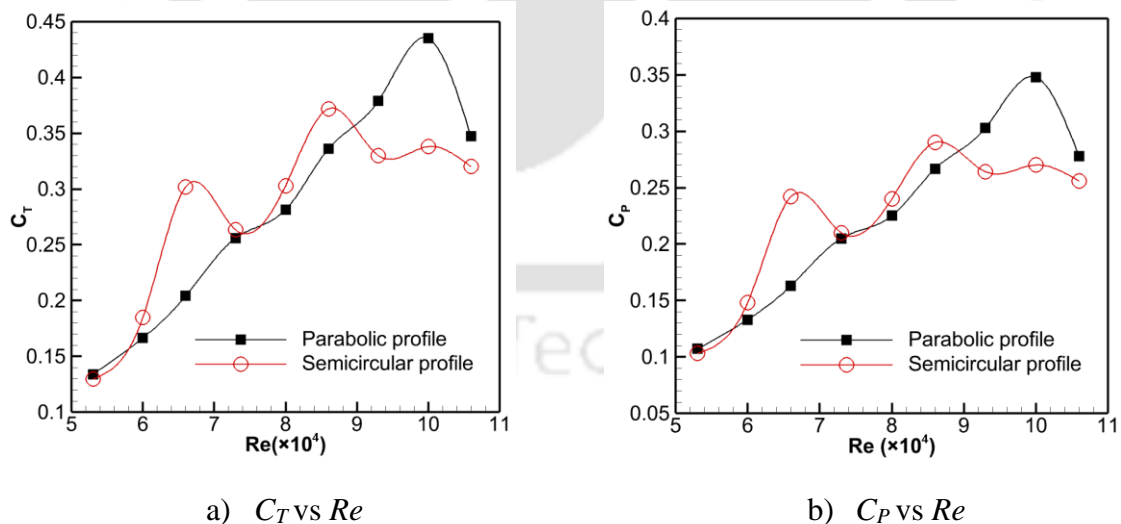 0.45
0.4
0.35
0.3
0.25
0.2
0.15
0.1
C_T
5 6 7 8 9 10 11
Re(×10⁴)
Parabolic profile
Semicircular profile
0.4
0.35
0.3
0.25
0.2
0.15
0.1
0.05
C_P
5 6 7 8 9 10 11
Re (×10⁴)
Parabolic profile
Semicircular profile
Tec
a) C_T vs Re
b) C_P vs Re